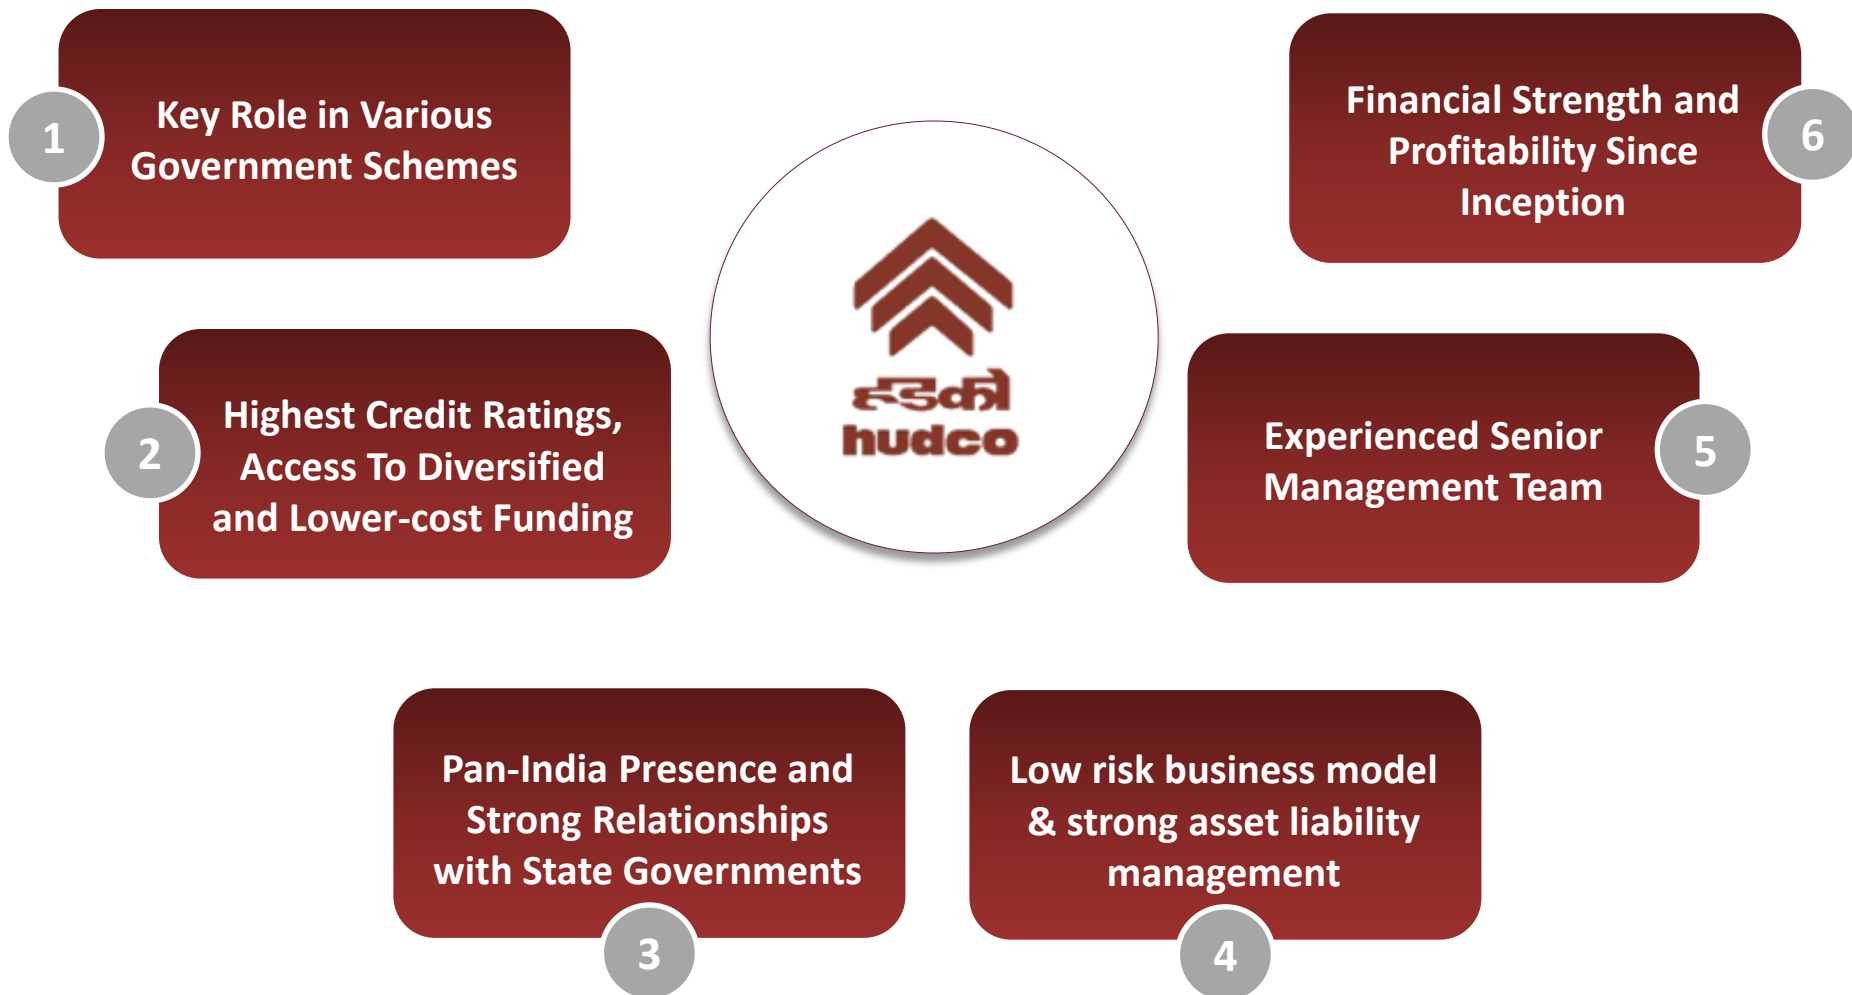 1
Key Role in Various
Government Schemes
2
Highest Credit Ratings,
Access To Diversified
and Lower-cost Funding
3
Pan-India Presence and
Strong Relationships
with State Governments
4
Low risk business model
& strong asset liability
management
5
Experienced Senior
Management Team
6
Financial Strength and
Profitability Since
Inception
हडको
hudco